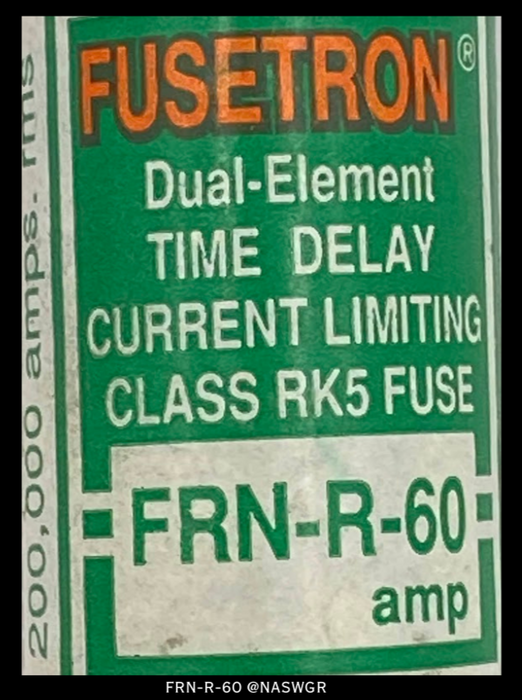 FUSETRON®
Dual-Element
TIME DELAY
CURRENT LIMITING
CLASS RK5 FUSE
FRN-R-60
amp
200,000 amps. rms
FRN-R-60 @NASWGR